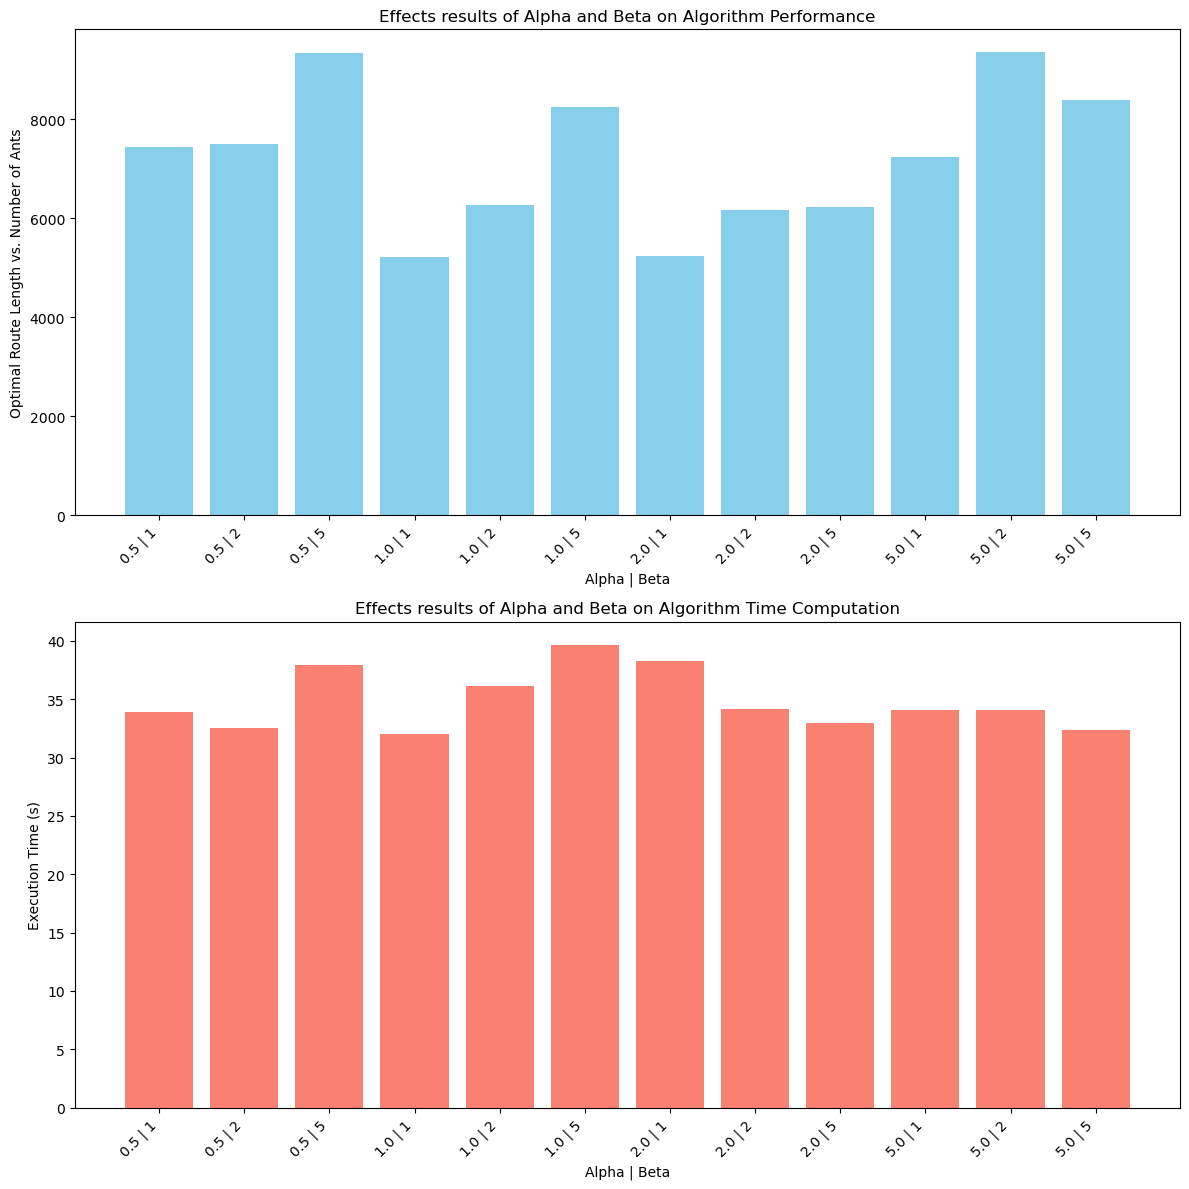 Effects results of Alpha and Beta on Algorithm Performance
Optimal Route Length vs. Number of Ants
8000
6000
4000
2000
0
0.5 | 1
0.5 | 2
0.5 | 5
1.0 | 1
1.0 | 2
1.0 | 5
2.0 | 1
2.0 | 2
2.0 | 5
5.0 | 1
5.0 | 2
5.0 | 5
Alpha | Beta
Effects results of Alpha and Beta on Algorithm Time Computation
Execution Time (s)
40
35
30
25
20
15
10
5
0
0.5 | 1
0.5 | 2
0.5 | 5
1.0 | 1
1.0 | 2
1.0 | 5
2.0 | 1
2.0 | 2
2.0 | 5
5.0 | 1
5.0 | 2
5.0 | 5
Alpha | Beta